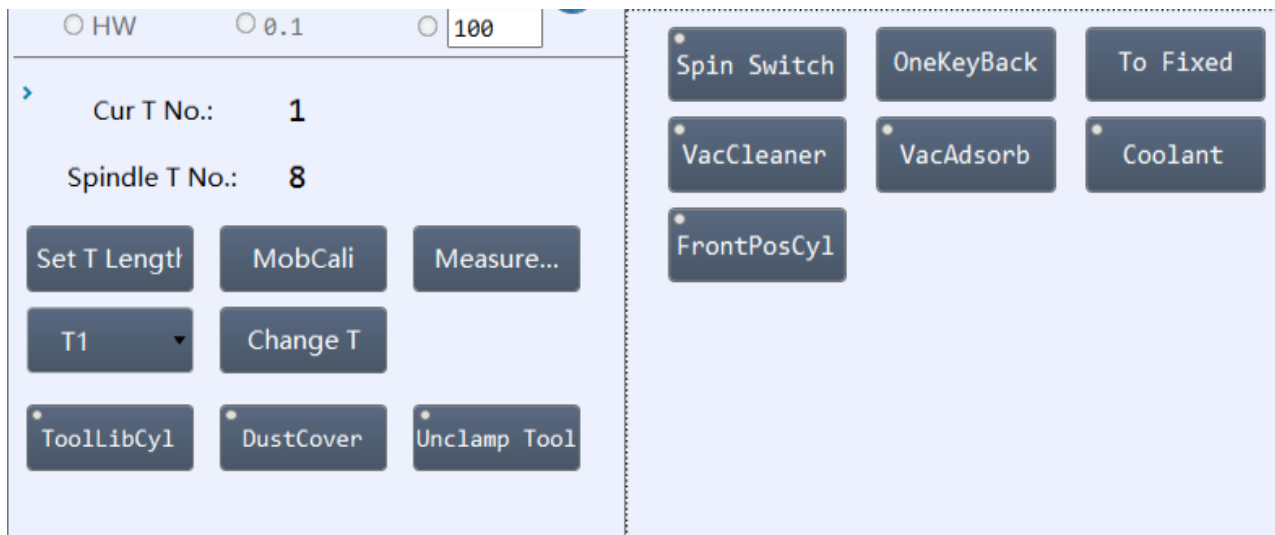 HW 0.1 100
Cur T No.: 1
Spindle T No.: 8
Set T Length MobCali Measure...
T1 Change T
ToolLibCyl DustCover Unclamp Tool
Spin Switch OneKeyBack To Fixed
VacCleaner VacAdsorb Coolant
FrontPosCyl